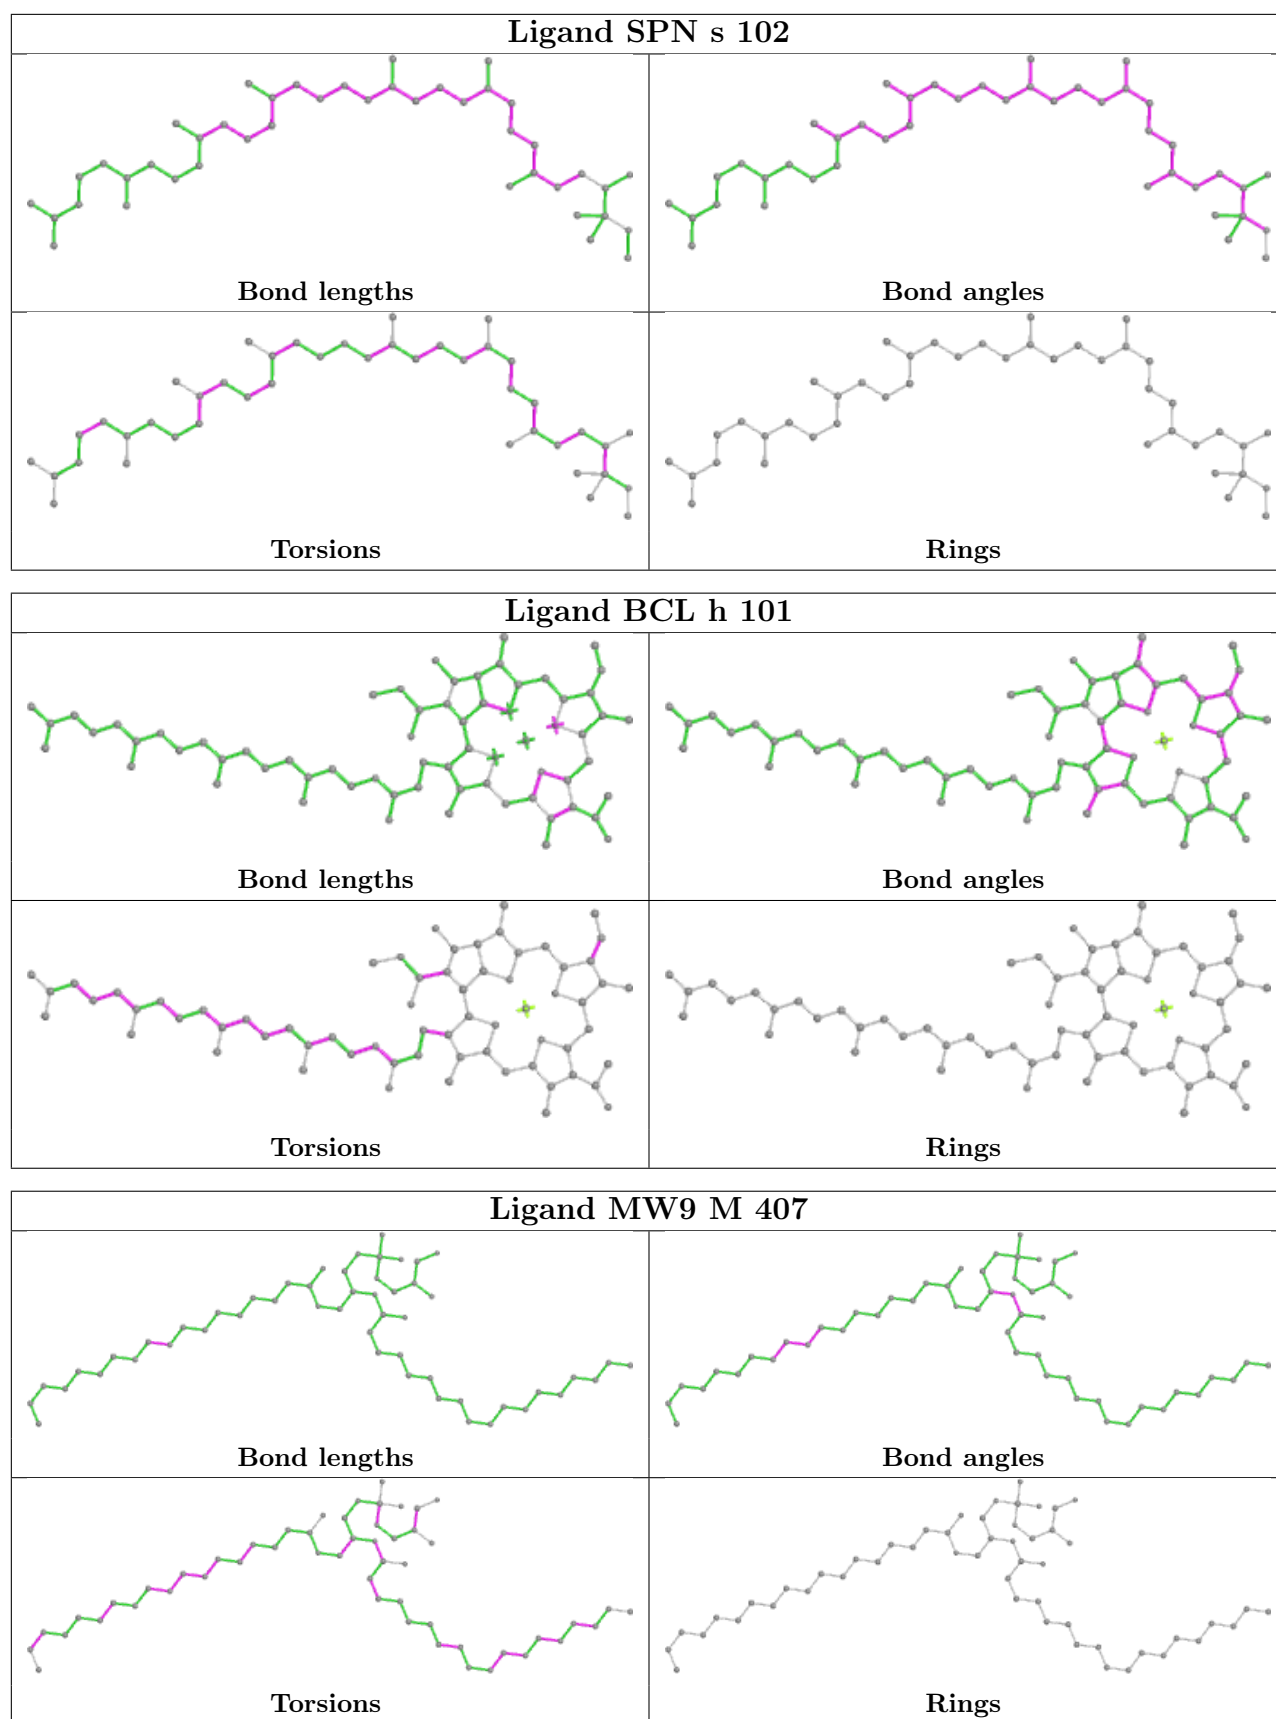 Ligand SPN s 102
Bond lengths
Bond angles
Torsions
Rings
Ligand BCL h 101
Bond lengths
Bond angles
Torsions
Rings
Ligand MW9 M 407
Bond lengths
Bond angles
Torsions
Rings